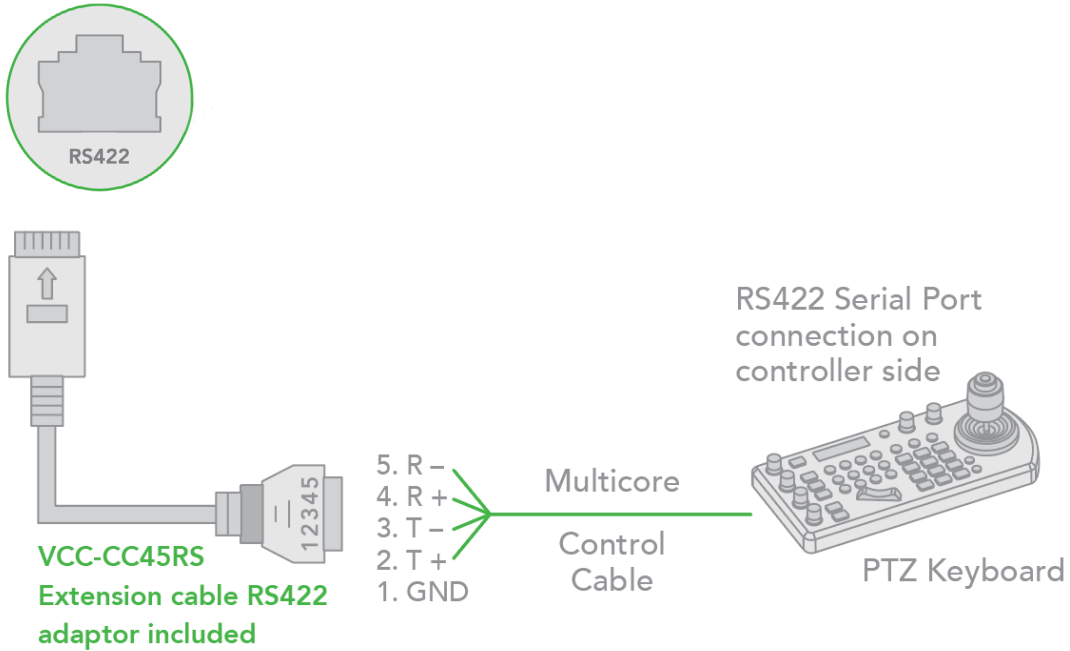 RS422
RS422 Serial Port
connection on
controller side
12345
5. R –
4. R +
3. T –
2. T +
1. GND
Multicore
Control
Cable
PTZ Keyboard
VCC-CC45RS
Extension cable RS422
adaptor included